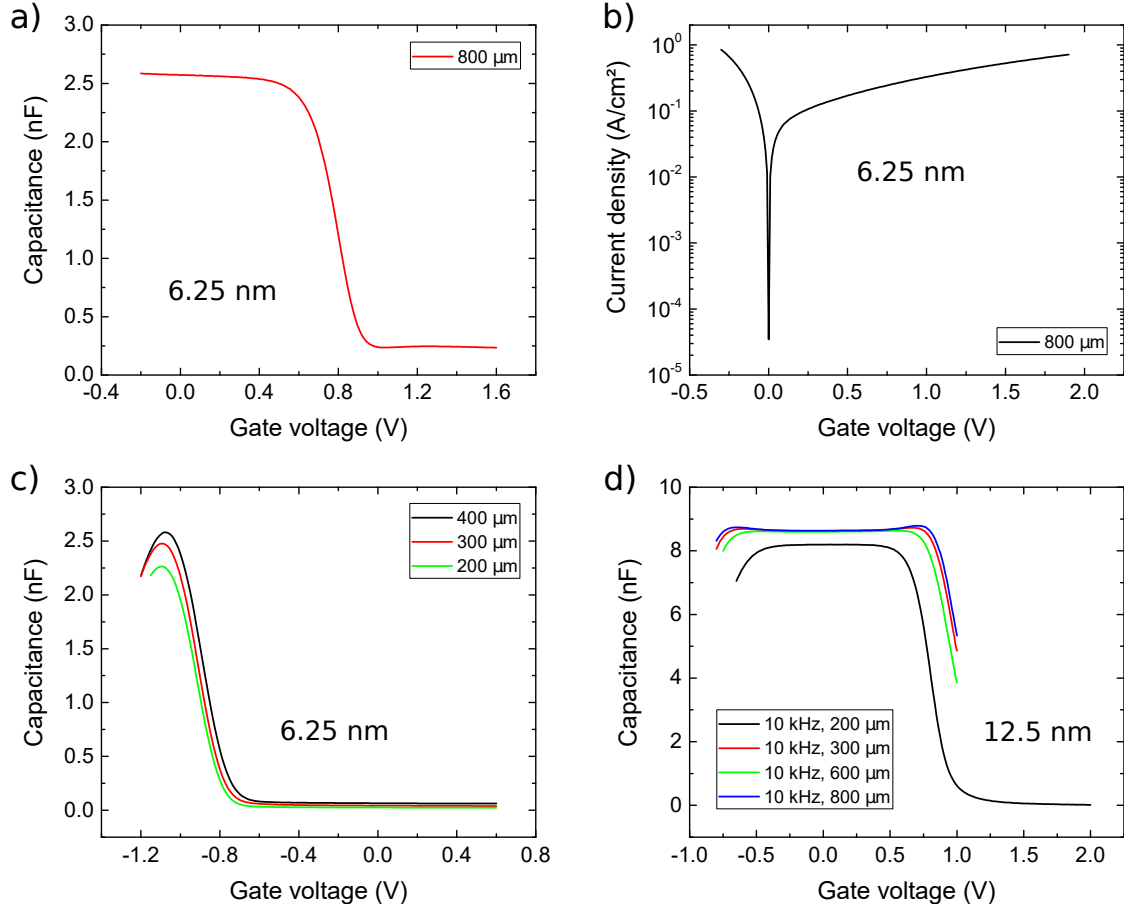 a)
3.0
2.5
2.0
1.5
1.0
0.5
0.0
Capacitance (nF)
800 µm
6.25 nm
-0.4
0.0
0.4
0.8
1.2
1.6
Gate voltage (V)
b)
10⁰
10⁻¹
10⁻²
10⁻³
10⁻⁴
10⁻⁵
Current density (A/cm²)
6.25 nm
800 µm
-0.5
0.0
0.5
1.0
1.5
2.0
Gate voltage (V)
c)
3.0
2.5
2.0
1.5
1.0
0.5
0.0
Capacitance (nF)
400 µm
300 µm
200 µm
6.25 nm
-1.2
-0.8
-0.4
0.0
0.4
0.8
Gate voltage (V)
d)
10
8
6
4
2
0
Capacitance (nF)
10 kHz, 200 µm
10 kHz, 300 µm
10 kHz, 600 µm
10 kHz, 800 µm
12.5 nm
-1.0
-0.5
0.0
0.5
1.0
1.5
2.0
Gate voltage (V)